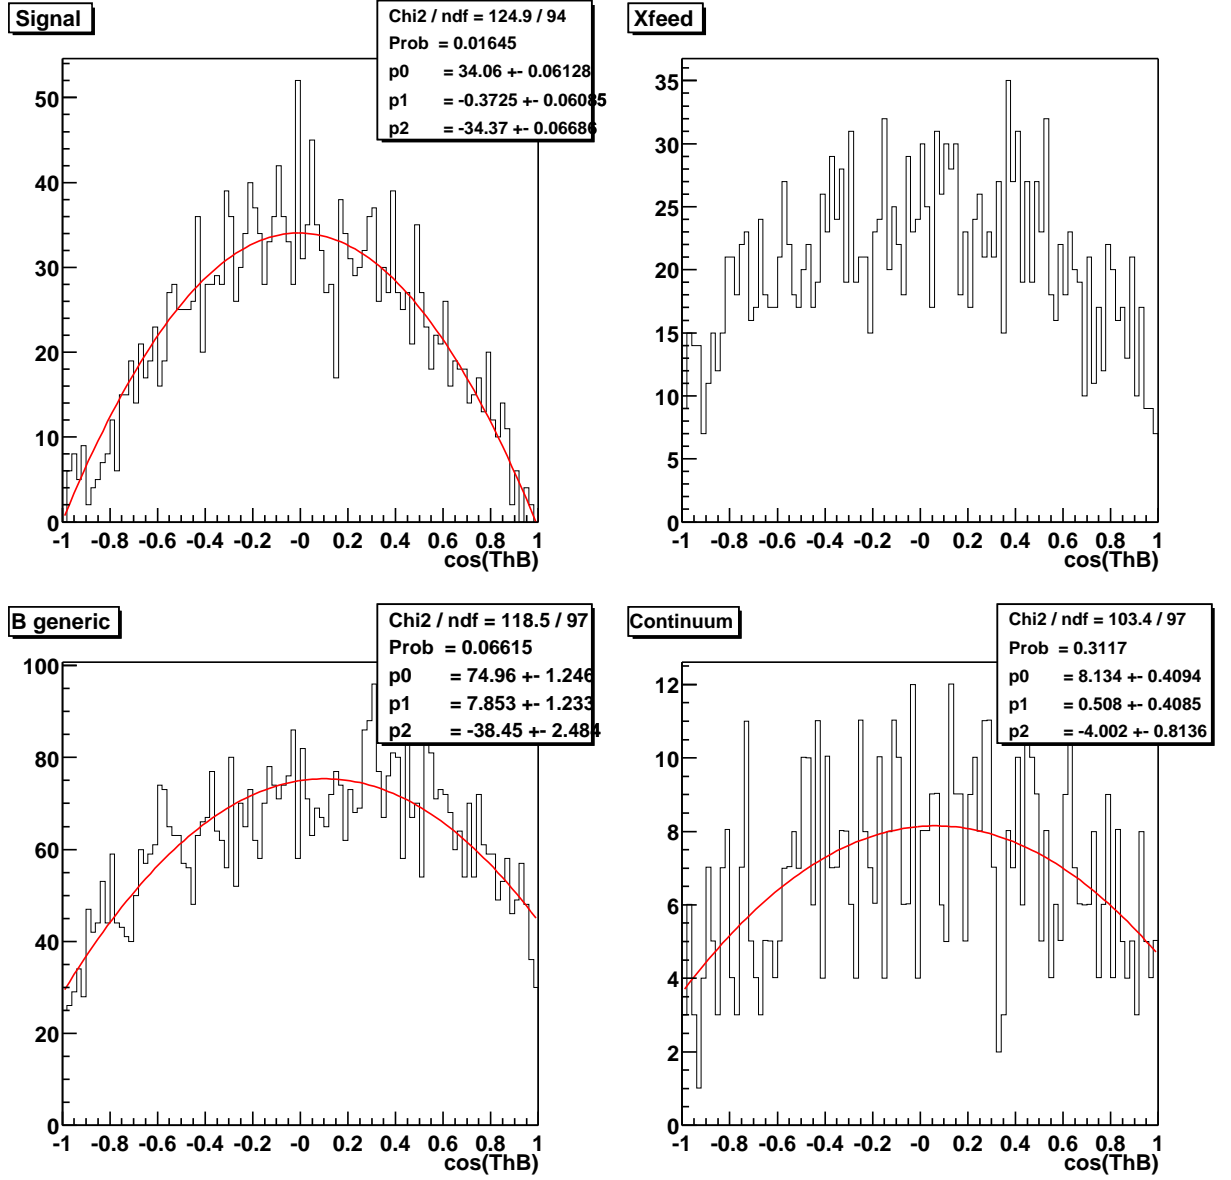 Signal
Chi2 / ndf = 124.9 / 94
Prob = 0.01645
p0 = 34.06 +- 0.06128
p1 = -0.3725 +- 0.06085
p2 = -34.37 +- 0.06686
50
40
30
20
10
0
-1 -0.8 -0.6 -0.4 -0.2 -0 0.2 0.4 0.6 0.8 1
cos(ThB)
Xfeed
35
30
25
20
15
10
5
0
-1 -0.8 -0.6 -0.4 -0.2 -0 0.2 0.4 0.6 0.8 1
cos(ThB)
B generic
Chi2 / ndf = 118.5 / 97
Prob = 0.06615
p0 = 74.96 +- 1.246
p1 = 7.853 +- 1.233
p2 = -38.45 +- 2.484
100
80
60
40
20
0
-1 -0.8 -0.6 -0.4 -0.2 -0 0.2 0.4 0.6 0.8 1
cos(ThB)
Continuum
Chi2 / ndf = 103.4 / 97
Prob = 0.3117
p0 = 8.134 +- 0.4094
p1 = 0.508 +- 0.4085
p2 = -4.002 +- 0.8136
12
10
8
6
4
2
0
-1 -0.8 -0.6 -0.4 -0.2 -0 0.2 0.4 0.6 0.8 1
cos(ThB)